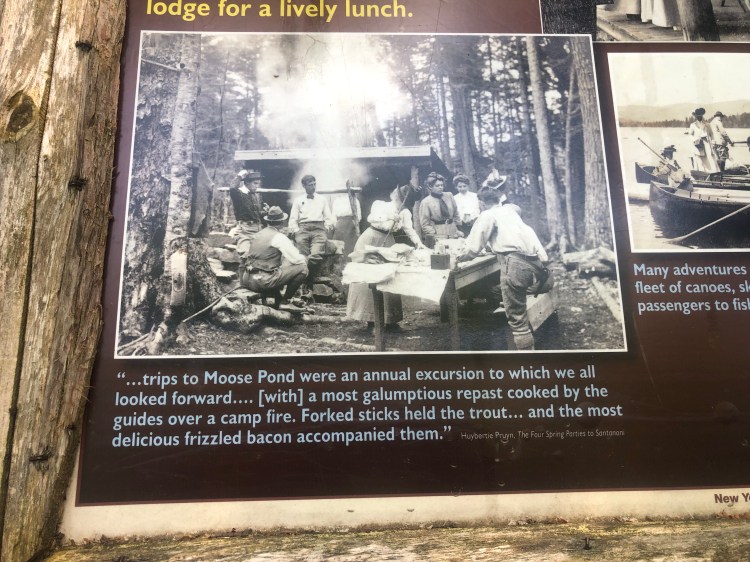 lodge for a lively lunch.
Many adventures
fleet of canoes, sk
passengers to fish
"...trips to Moose Pond were an annual excursion to which we all
looked forward.... [with] a most galumptious repast cooked by the
guides over a camp fire. Forked sticks held the trout... and the most
delicious frizzled bacon accompanied them." Huybertie Pruyn, The Four Spring Parties to Santanoni
New Yo